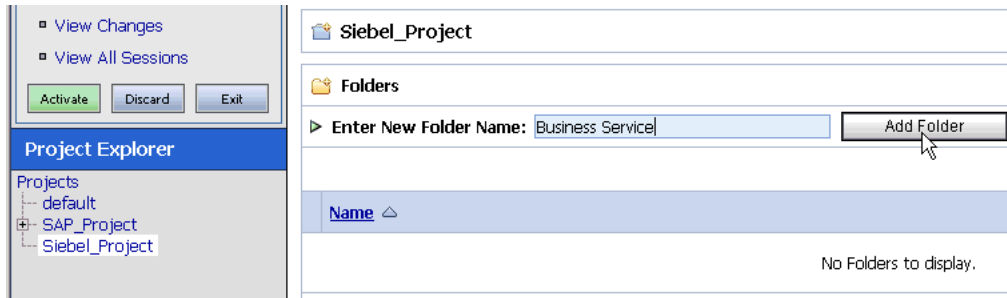 View Changes
View All Sessions
Activate Discard Exit
Project Explorer
Projects
default
SAP_Project
Siebel_Project
Siebel_Project
Folders
Enter New Folder Name: Business Service Add Folder
Name
No Folders to display.